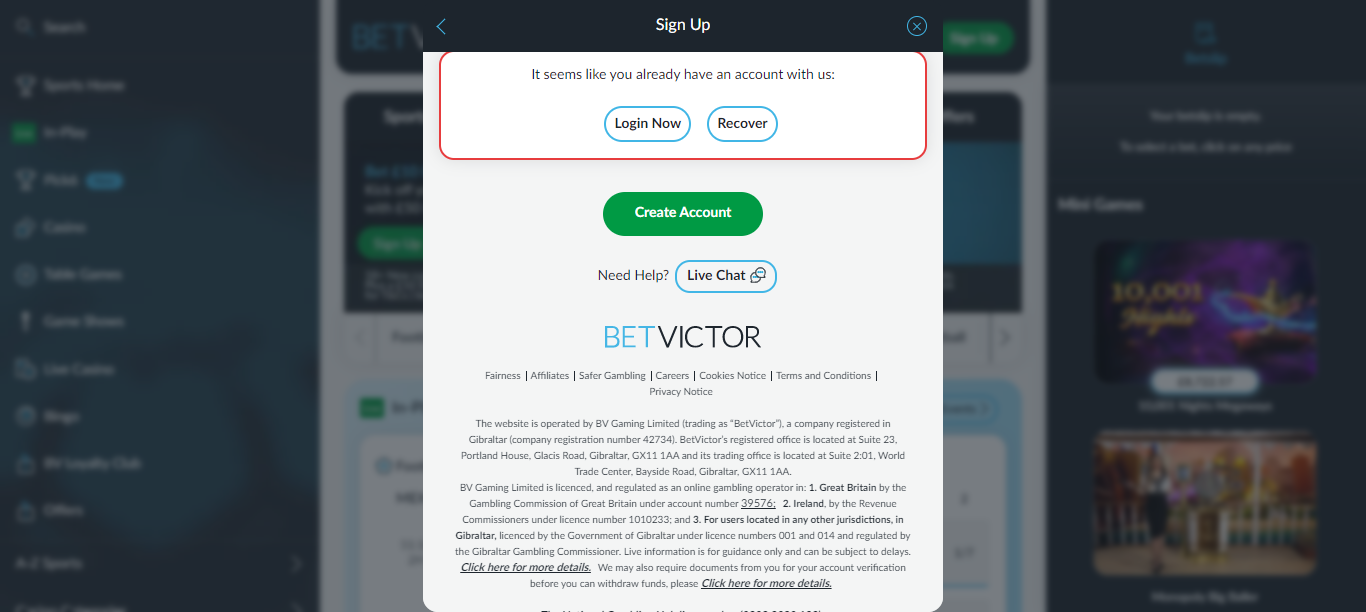 Search
Sign Up
Sports Home
In-Play
Casino
Table Games
Game Shows
Live Casino
Bingo
BV Loyalty Club
Offers
A-Z Sports
BETV
Sign Up
It seems like you already have an account with us:
Login Now
Recover
Create Account
Need Help? Live Chat
BETVICTOR
Fairness | Affiliates | Safer Gambling | Careers | Cookies Notice | Terms and Conditions |
Privacy Notice
The website is operated by BV Gaming Limited (trading as “BetVictor”), a company registered in
Gibraltar (company registration number 42734). BetVictor’s registered office is located at Suite 23,
Portland House, Glacis Road, Gibraltar, GX11 1AA and its trading office is located at Suite 2:01, World
Trade Center, Bayside Road, Gibraltar, GX11 1AA.
BV Gaming Limited is licenced, and regulated as an online gambling operator in: 1. Great Britain by the
Gambling Commission of Great Britain under account number 39576; 2. Ireland, by the Revenue
Commissioners under licence number 1010233; and 3. For users located in any other jurisdictions, in
Gibraltar, licenced by the Government of Gibraltar under licence numbers 001 and 014 and regulated by
the Gibraltar Gambling Commissioner. Live information is for guidance only and can be subject to delays.
Click here for more details. We may also require documents from you for your account verification
before you can withdraw funds, please Click here for more details.
Betslip
Your betslip is empty
To select a bet, click on any price
Mini Games
10,001
Nights
10,001 Nights Megaways
Monopoly Big Baller